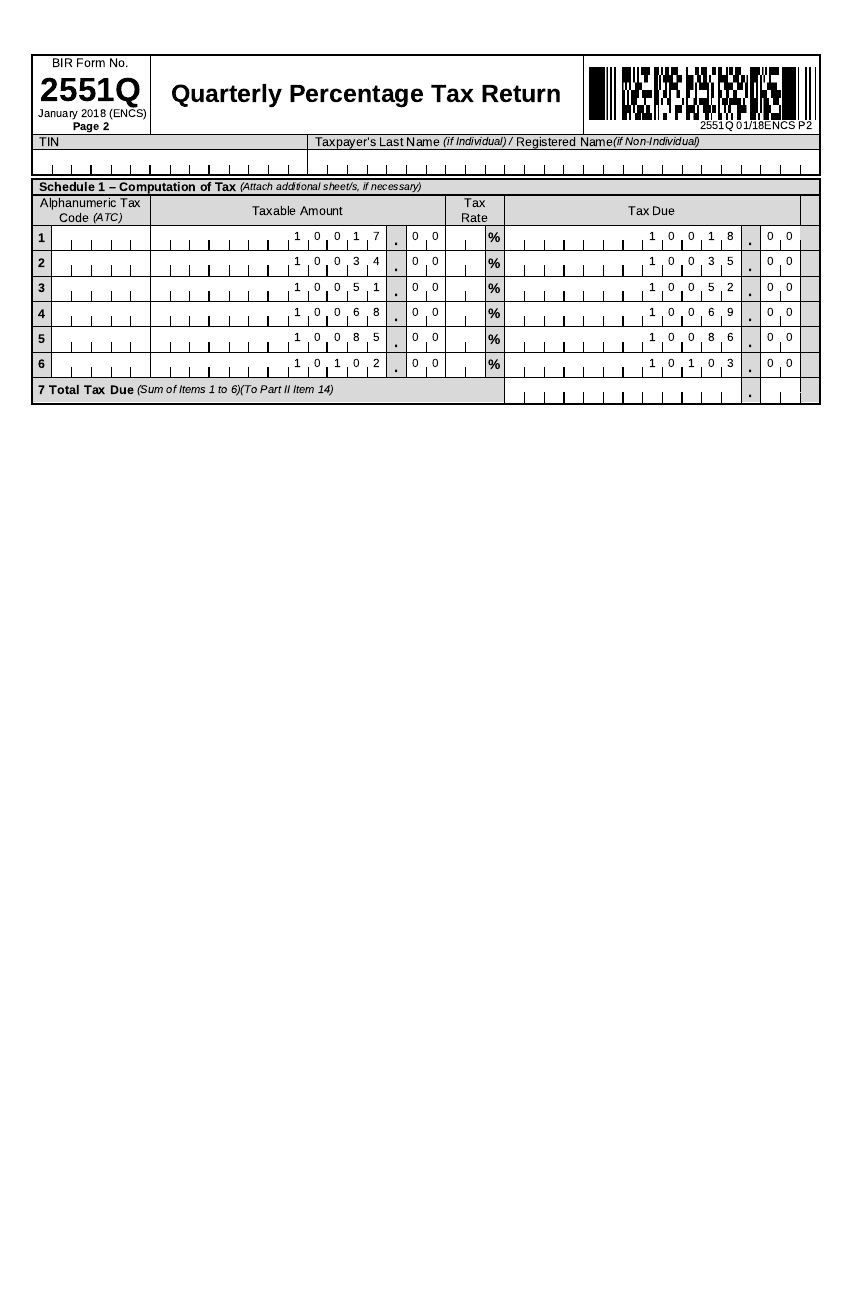 BIR Form No.
2551Q
January 2018 (ENCS)
Page 2
Quarterly Percentage Tax Return
2551Q 01/18ENCS P2
TIN
Taxpayer's Last Name (if Individual) / Registered Name(if Non-Individual)
Schedule 1 – Computation of Tax (Attach additional sheet/s, if necessary)
Alphanumeric Tax Code (ATC) Taxable Amount Tax Rate Tax Due
1 10017.00 % 10018.00
2 10034.00 % 10035.00
3 10051.00 % 10052.00
4 10068.00 % 10069.00
5 10085.00 % 10086.00
6 10102.00 % 10103.00
7 Total Tax Due (Sum of Items 1 to 6)(To Part II Item 14) .